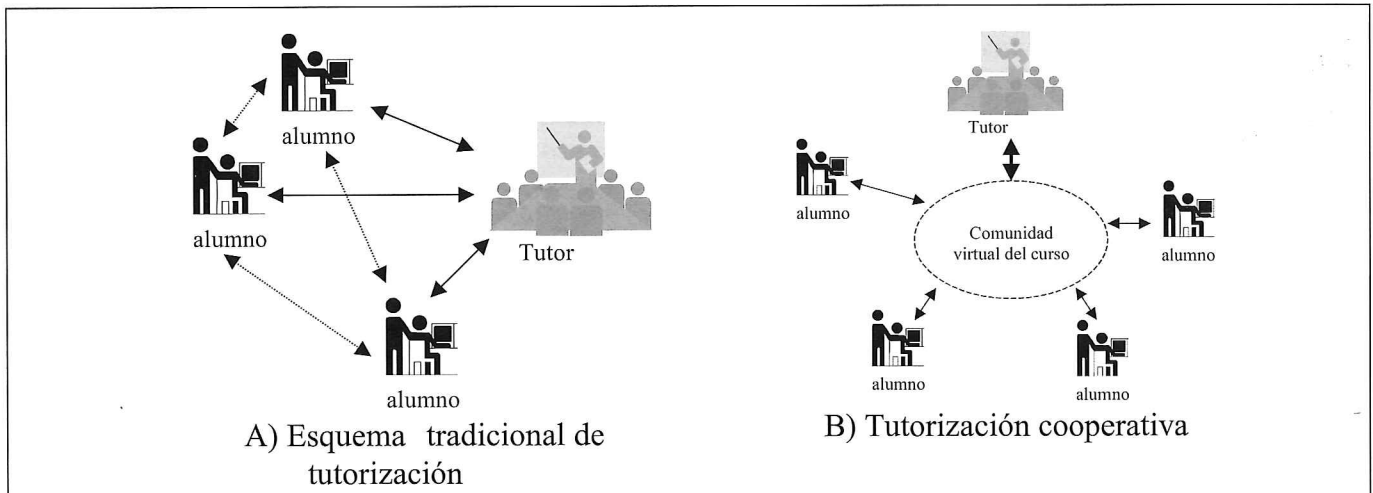 alumno
alumno
Tutor
alumno
A) Esquema tradicional de
tutorización
Tutor
alumno
Comunidad
virtual del curso
alumno
alumno
alumno
B) Tutorización cooperativa